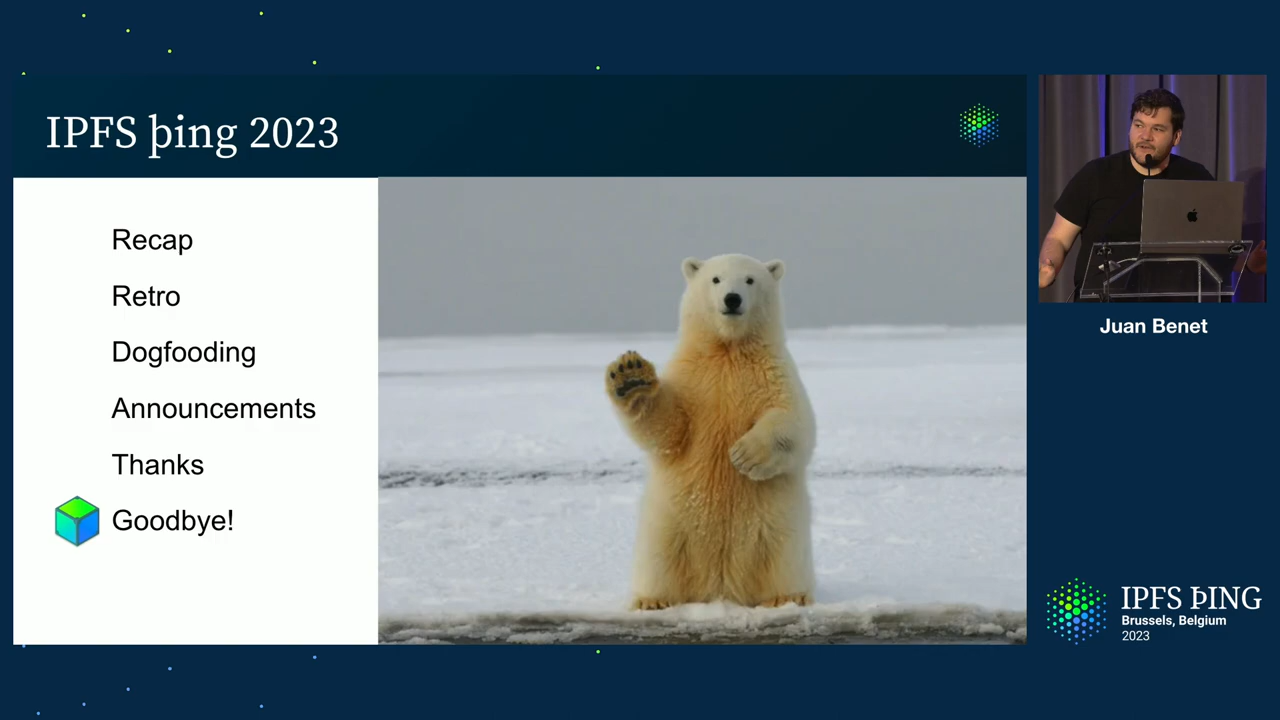 IPFS þing 2023
Recap
Retro
Dogfooding
Announcements
Thanks
Goodbye!
Juan Benet
IPFS ÞING
Brussels, Belgium
2023